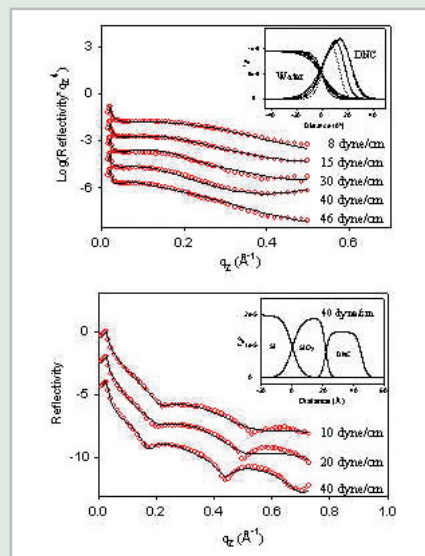 Log(Reflectivity*q_z^4)
3
0
-3
-6
DNC
Water
Distance (Å)
8 dyne/cm
15 dyne/cm
30 dyne/cm
40 dyne/cm
46 dyne/cm
0.0 0.2 0.4 0.6
q_z (Å⁻¹)
Reflectivity
0
-5
-10
40 dyne/cm
Si SiO₂ DNC
Distance (Å)
10 dyne/cm
20 dyne/cm
40 dyne/cm
0.0 0.2 0.4 0.6 0.8 1.0
q_z (Å⁻¹)